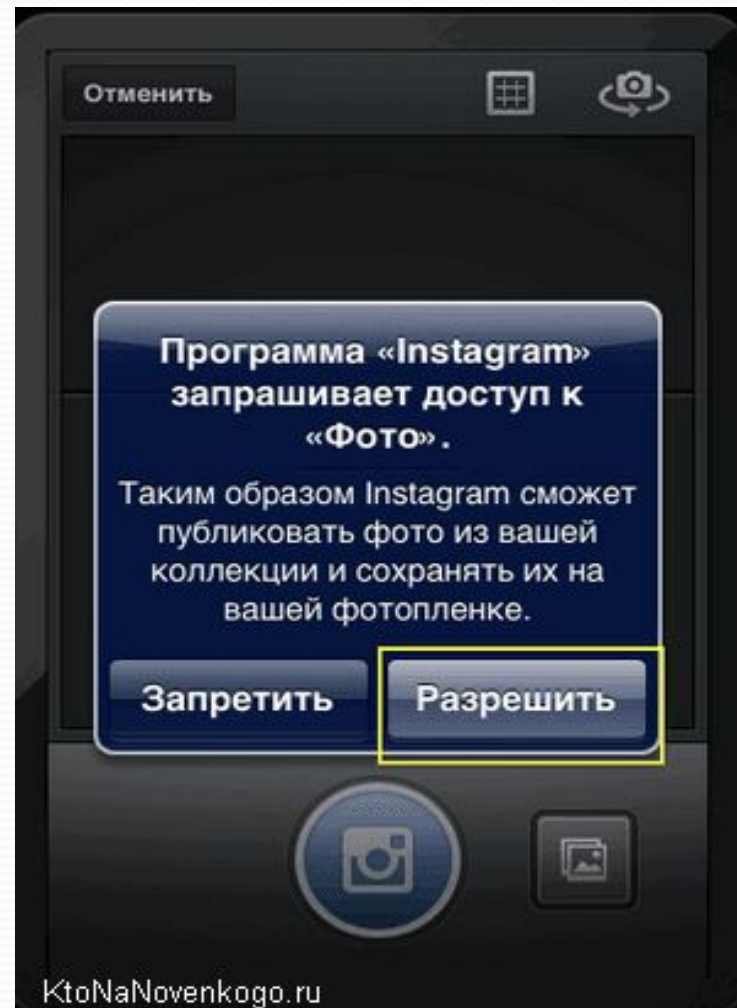 Отменить
Программа «Instagram»
запрашивает доступ к
«Фото».
Таким образом Instagram сможет
публиковать фото из вашей
коллекции и сохранять их на
вашей фотопленке.
Запретить Разрешить
KtoNaNovenkogo.ru